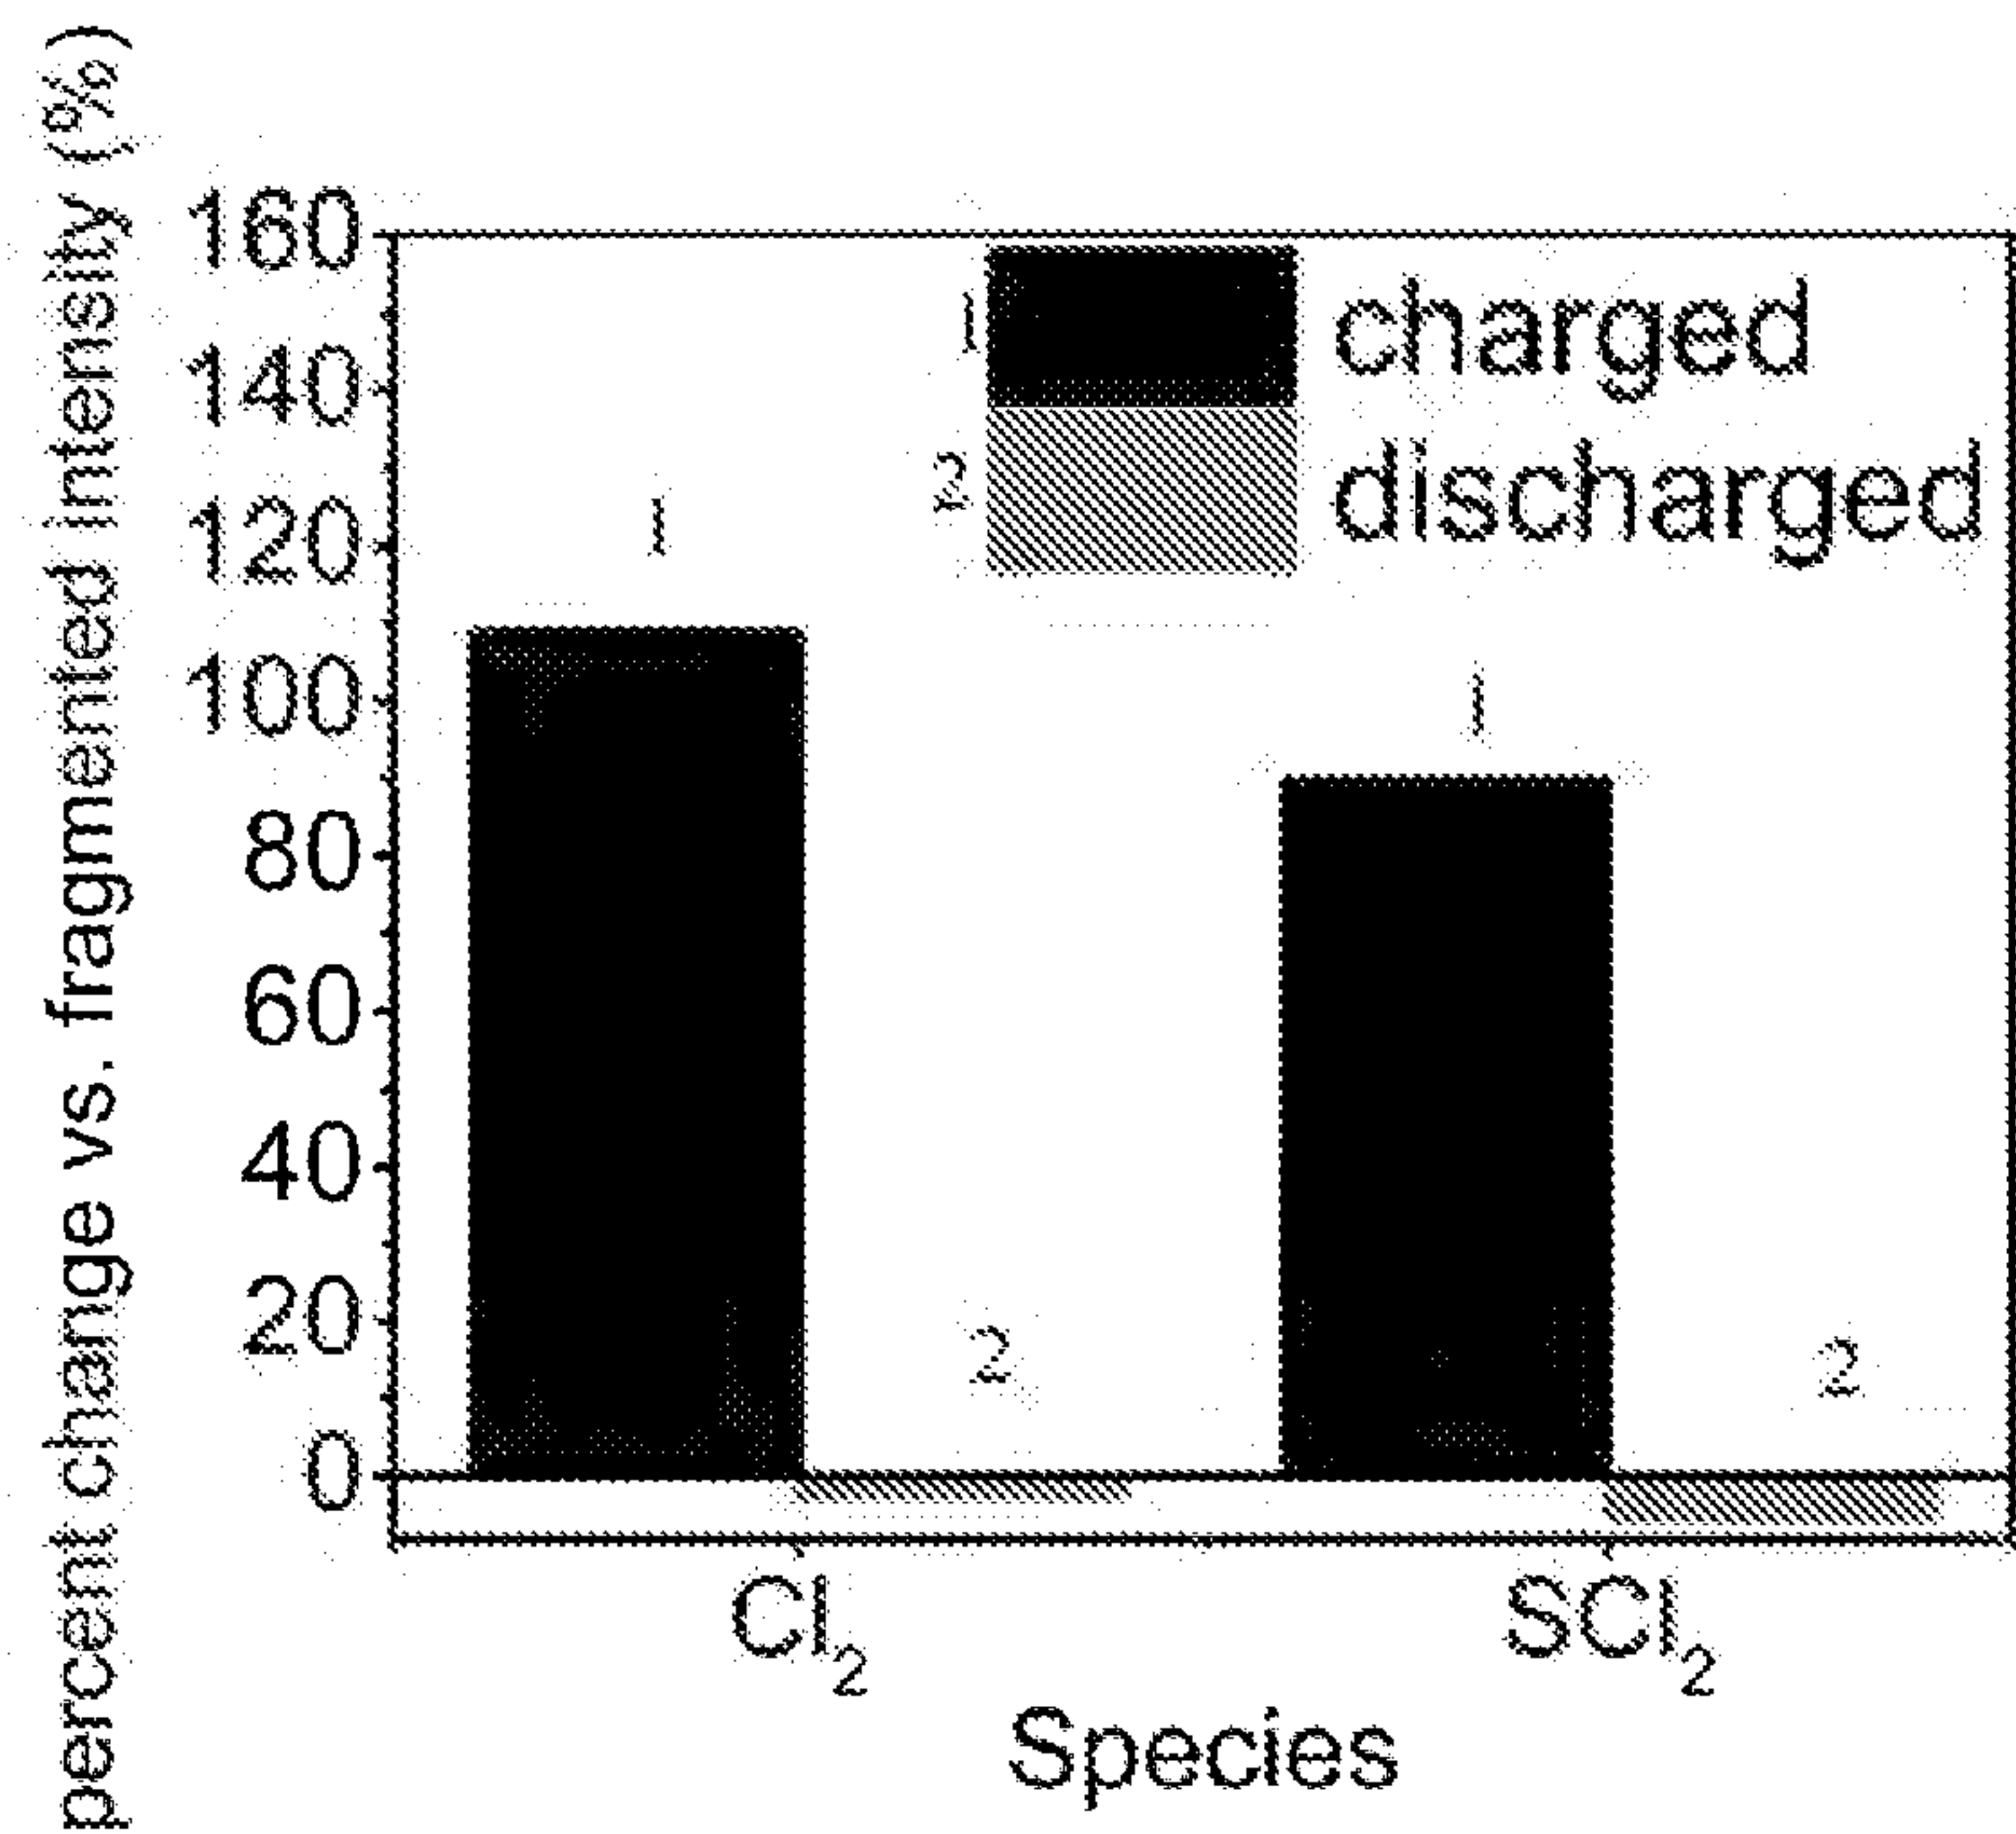 percent change vs. fragmented intensity (%)
160
140
120
100
80
60
40
20
0
1 charged
2 discharged
1
1
2
2
Cl₂
SCl₂
Species